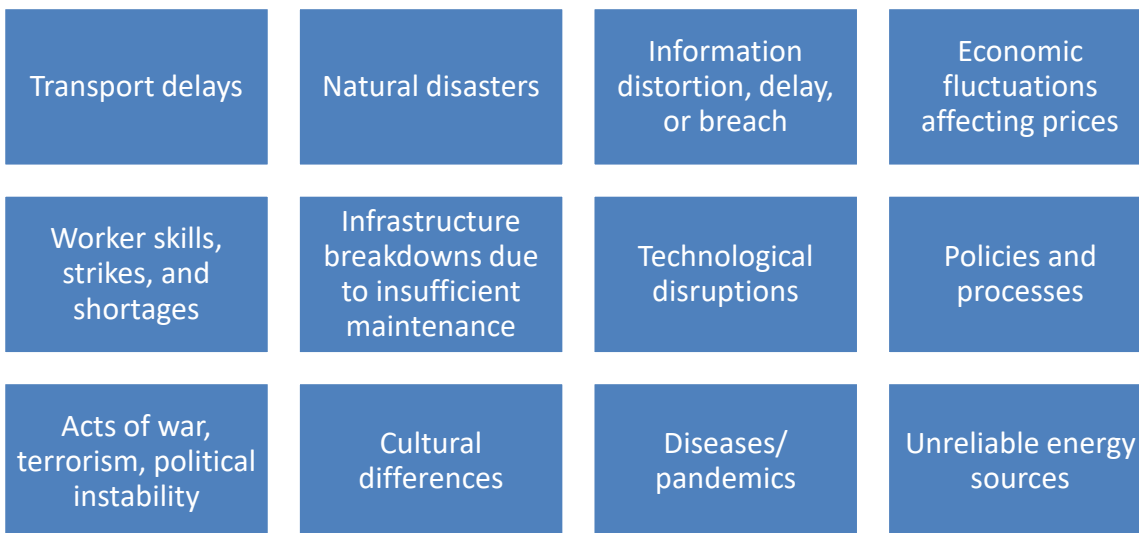 Transport delays
Natural disasters
Information
distortion, delay,
or breach
Economic
fluctuations
affecting prices
Worker skills,
strikes, and
shortages
Infrastructure
breakdowns due
to insufficient
maintenance
Technological
disruptions
Policies and
processes
Acts of war,
terrorism, political
instability
Cultural
differences
Diseases/
pandemics
Unreliable energy
sources